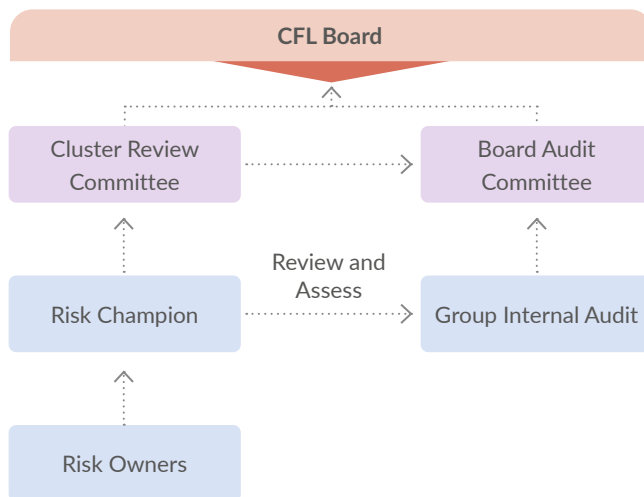 CFL Board
Cluster Review
Committee
Board Audit
Committee
Review and
Assess
Risk Champion
Group Internal Audit
Risk Owners